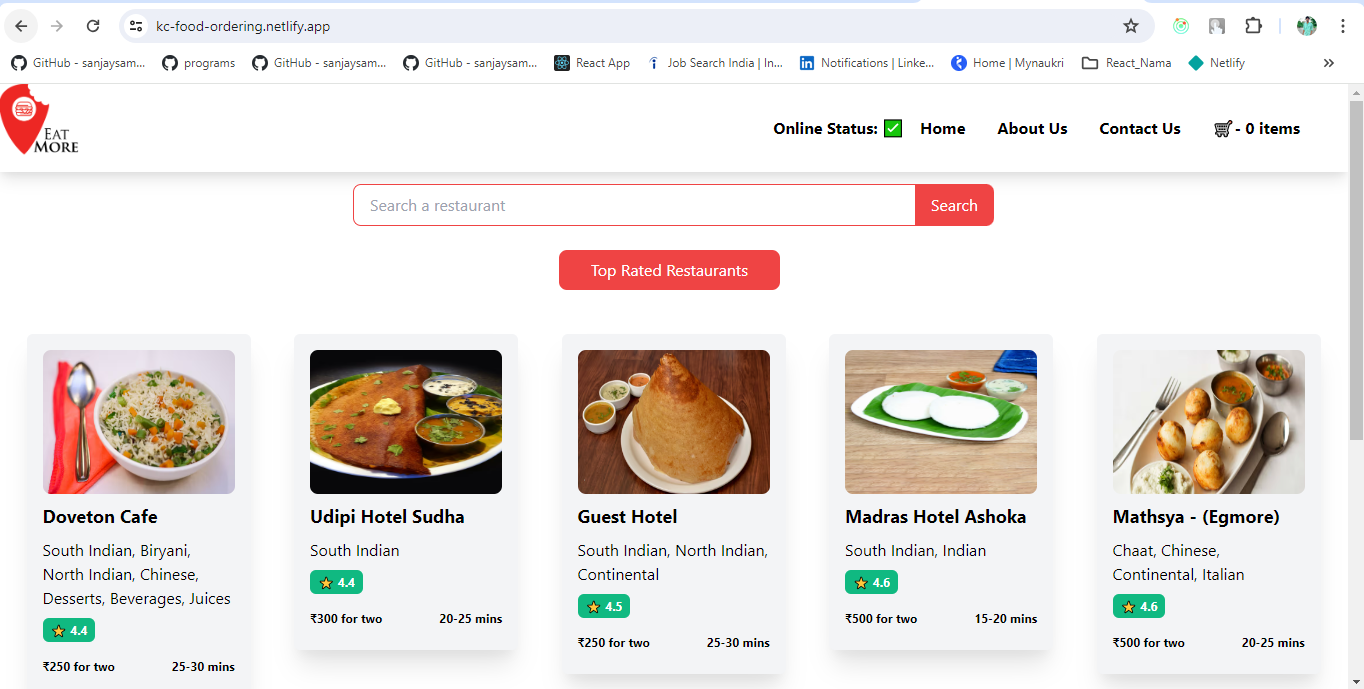 kc-food-ordering.netlify.app
GitHub - sanjaysam... programs GitHub - sanjaysam... GitHub - sanjaysam... React App Job Search India | In... Notifications | Linke... Home | Mynaukri React_Nama Netlify »
EAT
MORE
Online Status: ✅ Home About Us Contact Us 🛒 - 0 items
Search a restaurant Search
Top Rated Restaurants
Doveton Cafe
South Indian, Biryani,
North Indian, Chinese,
Desserts, Beverages, Juices
⭐ 4.4
₹250 for two 25-30 mins
Udipi Hotel Sudha
South Indian
⭐ 4.4
₹300 for two 20-25 mins
Guest Hotel
South Indian, North Indian,
Continental
⭐ 4.5
₹250 for two 25-30 mins
Madras Hotel Ashoka
South Indian, Indian
⭐ 4.6
₹500 for two 15-20 mins
Mathsya - (Egmore)
Chaat, Chinese,
Continental, Italian
⭐ 4.6
₹500 for two 20-25 mins